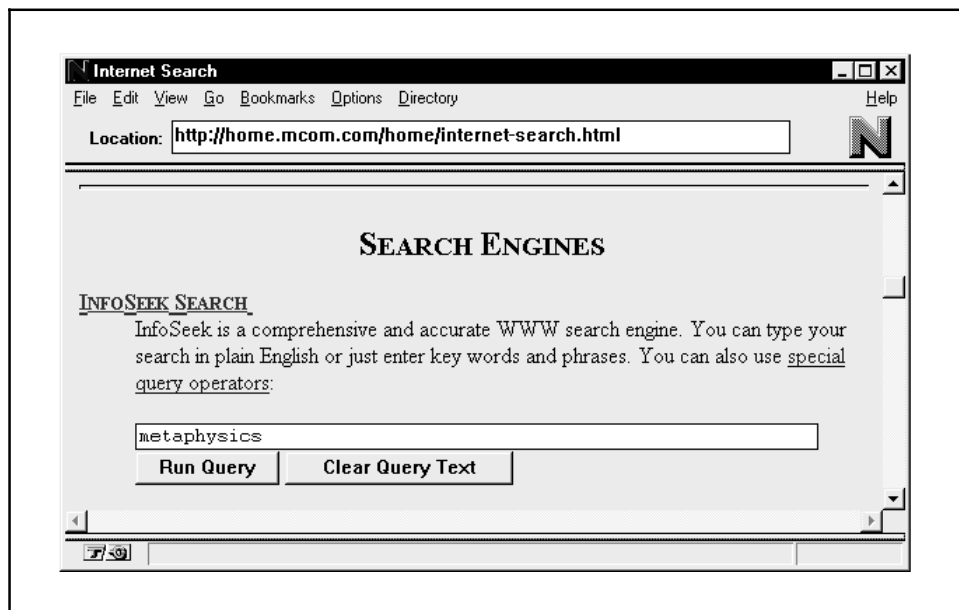 Internet Search
File Edit View Go Bookmarks Options Directory Help
Location: http://home.mcom.com/home/internet-search.html
N
SEARCH ENGINES
INFOSEEK SEARCH
InfoSeek is a comprehensive and accurate WWW search engine. You can type your
search in plain English or just enter key words and phrases. You can also use special
query operators:
metaphysics
Run Query Clear Query Text